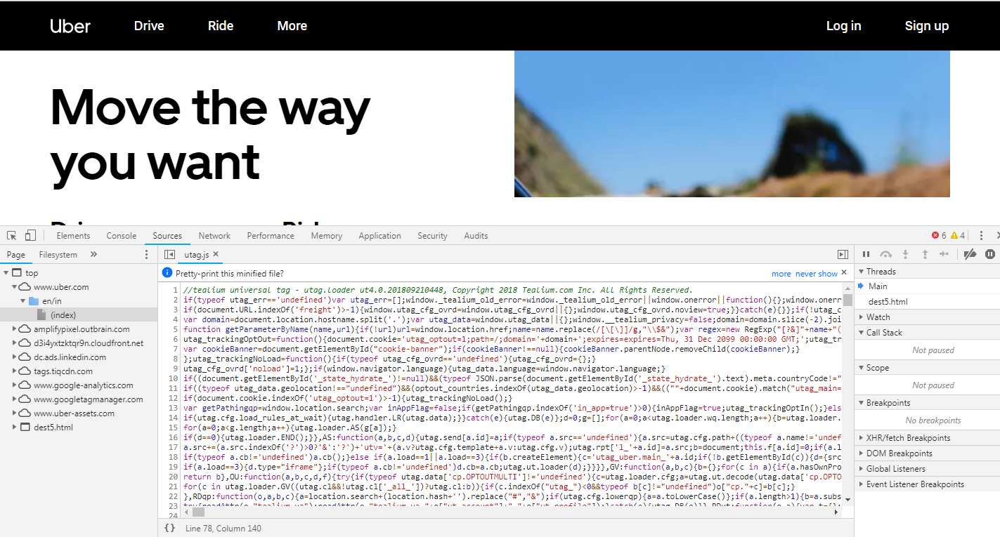 Uber Drive Ride More Log in Sign up
Move the way
you want
Elements Console Sources Network Performance Memory Application Security Audits 6 4
Page Filesystem » utag.js ×
top
www.uber.com
en/in
(index)
amplifypixel.outbrain.com
d3i4yxtzktqr9n.cloudfront.net
dc.ads.linkedin.com
tags.tiqcdn.com
www.google-analytics.com
www.googletagmanager.com
www.uber-assets.com
dest5.html
Pretty-print this minified file? more never show ×
1 //tealium universal tag - utag.loader ut4.0.201809210448, Copyright 2018 Tealium.com Inc. All Rights Reserved.
2 if(typeof utag_err=='undefined')var utag_err=[];window._tealium_old_error=window._tealium_old_error||window.onerror||function(){};window.onerro
3 if(document.URL.indexOf('freight')>-1){window.utag_cfg_ovrd=window.utag_cfg_ovrd||{};window.utag_cfg_ovrd.noview=true;}}catch(e){}};if(!utag_c
4 var domain=document.location.hostname.split('.');var utag_data=window.utag_data||{};window.__tealium_privacy=false;domain=domain.slice(-2).joi
5 function getParameterByName(name,url){if(!url)url=window.location.href;name=name.replace(/[\[\]]/g,"\\$&");var regex=new RegExp("[?&]"+name+"(
6 utag_trackingOptOut=function(){document.cookie='utag_optout=1;path=/;domain='+domain+';expires=expires=Thu, 31 Dec 2099 00:00:00 GMT;';utag_tr
7 var cookieBanner=document.getElementById("cookie-banner");if(cookieBanner!==null){cookieBanner.parentNode.removeChild(cookieBanner);}
8 };utag_trackingNoLoad=function(){if(typeof utag_cfg_ovrd=='undefined'){utag_cfg_ovrd={};}
9 utag_cfg_ovrd['noload']=1;};if(window.navigator.language){utag_data.language=window.navigator.language;}
10 if((document.getElementById('_state_hydrate_')!=null)&&(typeof JSON.parse(document.getElementById('_state_hydrate_').text).meta.countryCode!="
11 if((typeof utag_data.geolocation!=="undefined")&&(optout_countries.indexOf(utag_data.geolocation)>-1)&&((""+document.cookie).match("utag_main=
12 if(document.cookie.indexOf('utag_optout=1')>-1){utag_trackingNoLoad();}
13 var getPathingqp=window.location.search;var inAppFlag=false;if(getPathingqp.indexOf('in_app=true')>0){inAppFlag=true;utag_trackingOptIn();}els
14 if(utag.cfg.load_rules_at_wait){utag.handler.LR(utag.data);}}catch(e){utag.DB(e)};d=0;g=[];for(a=0;a<utag.loader.wq.length;a++){b=utag.loader.
15 for(a=0;a<g.length;a++){utag.loader.AS(g[a]);}
16 if(d==0){utag.loader.END();}},AS:function(a,b,c,d){utag.send[a.id]=a;if(typeof a.src=='undefined'){a.src=utag.cfg.path+((typeof a.name!='undef
17 a.src+=(a.src.indexOf('?')>0?'&':'?')+'utv='+(a.v?utag.cfg.template+a.v:utag.cfg.v);utag.rpt['l_'+a.id]=a.src;b=document;this.f[a.id]=0;if(a.l
18 if(typeof a.cb!='undefined')a.cb();}else if(a.load==1||a.load==3){if(b.createElement){c='utag_uber.main_'+a.id;if(!b.getElementById(c)){d={src
19 if(a.load==3){d.type="iframe"};if(typeof a.cb!='undefined')d.cb=a.cb;utag.ut.loader(d);}}}},GV:function(a,b,c){b={};for(c in a){if(a.hasOwnPro
20 return b},OU:function(a,b,c,d,f){try{if(typeof utag.data['cp.OPTOUTMULTI']!='undefined'){c=utag.loader.cfg;a=utag.ut.decode(utag.data['cp.OPTO
21 for(c in utag.loader.GV((utag.cl&&!utag.cl['_all_'])?utag.cl:b)){if(c.indexOf("utag_")<0&&typeof b[c]!="undefined")o["cp."+c]=b[c];}
22 },RDqp:function(o,a,b,c){a=location.search+(location.hash+'').replace("#","&");if(utag.cfg.lowerqp){a=a.toLowerCase()};if(a.length>1){b=a.subs
23
24
{} Line 78, Column 140
Threads
Main
dest5.html
Watch
Call Stack
Not paused
Scope
Not paused
Breakpoints
No breakpoints
XHR/fetch Breakpoints
DOM Breakpoints
Global Listeners
Event Listener Breakpoints